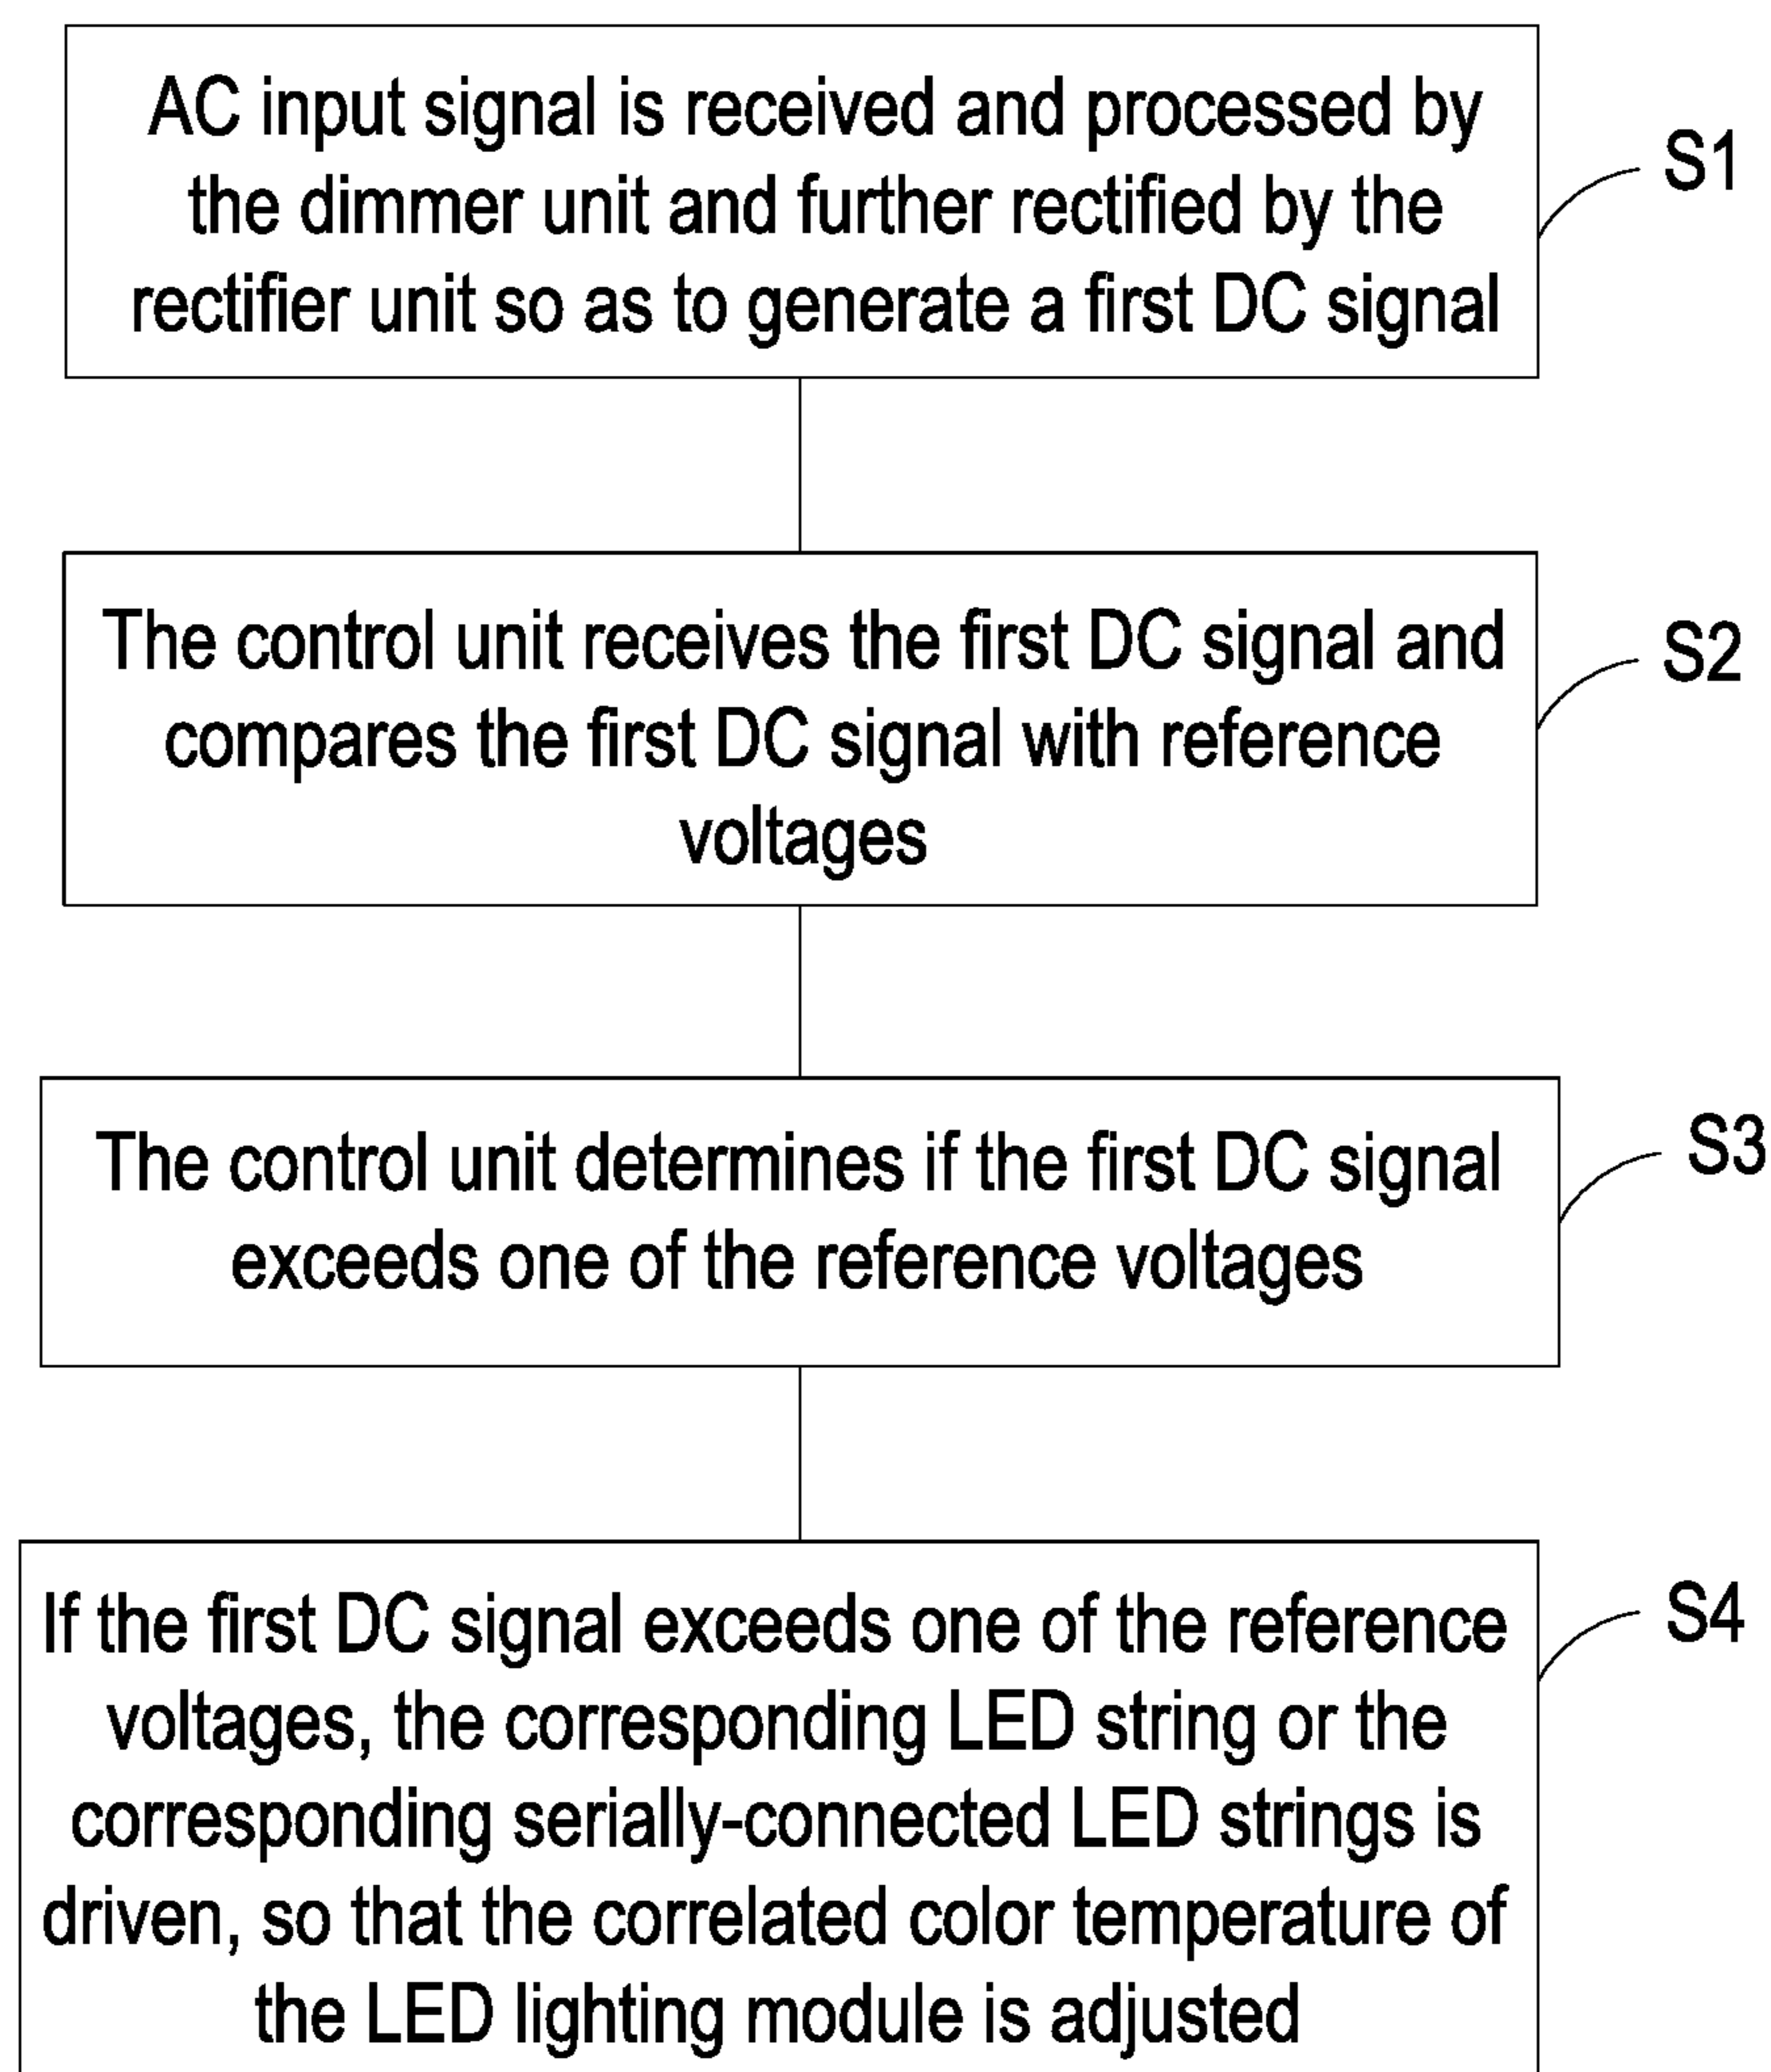 AC input signal is received and processed by
the dimmer unit and further rectified by the
rectifier unit so as to generate a first DC signal
S1
The control unit receives the first DC signal and
compares the first DC signal with reference
voltages
S2
The control unit determines if the first DC signal
exceeds one of the reference voltages
S3
If the first DC signal exceeds one of the reference
voltages, the corresponding LED string or the
corresponding serially-connected LED strings is
driven, so that the correlated color temperature of
the LED lighting module is adjusted
S4